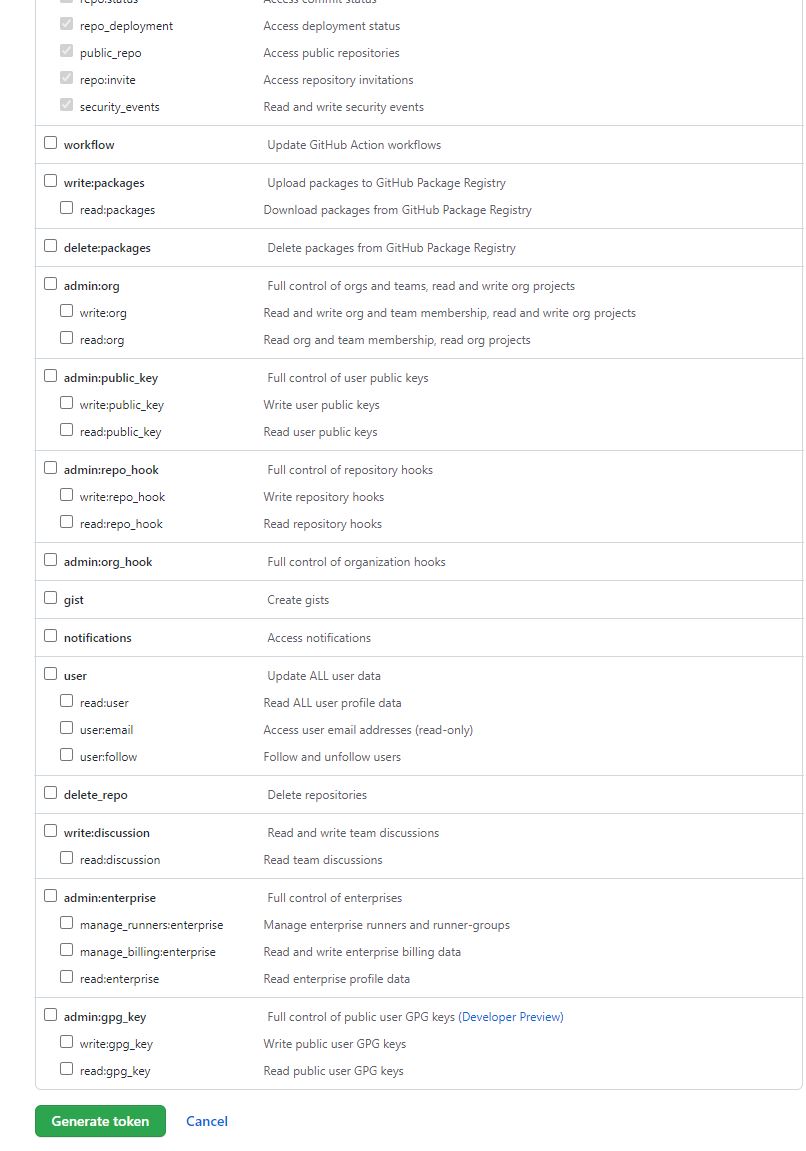 repo:status Access commit status
repo_deployment Access deployment status
public_repo Access public repositories
repo:invite Access repository invitations
security_events Read and write security events
workflow Update GitHub Action workflows
write:packages Upload packages to GitHub Package Registry
read:packages Download packages from GitHub Package Registry
delete:packages Delete packages from GitHub Package Registry
admin:org Full control of orgs and teams, read and write org projects
write:org Read and write org and team membership, read and write org projects
read:org Read org and team membership, read org projects
admin:public_key Full control of user public keys
write:public_key Write user public keys
read:public_key Read user public keys
admin:repo_hook Full control of repository hooks
write:repo_hook Write repository hooks
read:repo_hook Read repository hooks
admin:org_hook Full control of organization hooks
gist Create gists
notifications Access notifications
user Update ALL user data
read:user Read ALL user profile data
user:email Access user email addresses (read-only)
user:follow Follow and unfollow users
delete_repo Delete repositories
write:discussion Read and write team discussions
read:discussion Read team discussions
admin:enterprise Full control of enterprises
manage_runners:enterprise Manage enterprise runners and runner-groups
manage_billing:enterprise Read and write enterprise billing data
read:enterprise Read enterprise profile data
admin:gpg_key Full control of public user GPG keys (Developer Preview)
write:gpg_key Write public user GPG keys
read:gpg_key Read public user GPG keys
Generate token Cancel